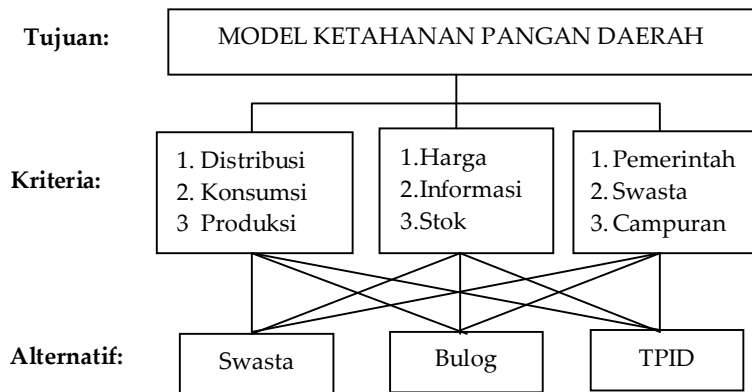 Tujuan:
MODEL KETAHANAN PANGAN DAERAH
Kriteria:
1. Distribusi
2. Konsumsi
3 Produksi
1.Harga
2.Informasi
3.Stok
1. Pemerintah
2. Swasta
3. Campuran
Alternatif:
Swasta
Bulog
TPID